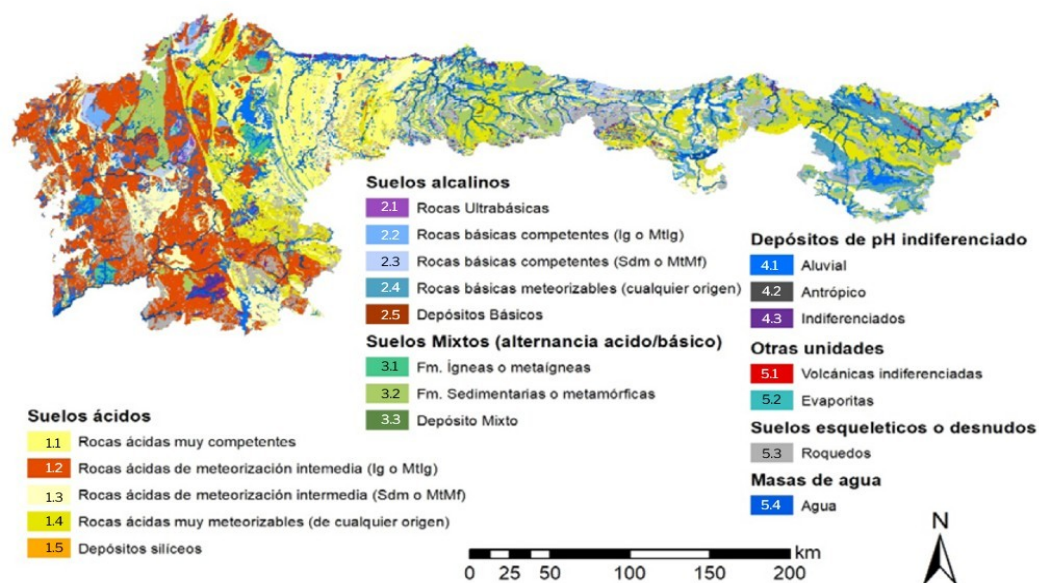 Suelos alcalinos
2.1 Rocas Ultrabásicas
2.2 Rocas básicas competentes (Ig o MtIg)
2.3 Rocas básicas competentes (Sdm o MtMf)
2.4 Rocas básicas meteorizables (cualquier origen)
2.5 Depósitos Básicos
Suelos Mixtos (alternancia acido/básico)
3.1 Fm. Ígneas o metaígneas
3.2 Fm. Sedimentarias o metamórficas
3.3 Depósito Mixto
Suelos ácidos
1.1 Rocas ácidas muy competentes
1.2 Rocas ácidas de meteorización intemedia (Ig o MtIg)
1.3 Rocas ácidas de meteorización intermedia (Sdm o MtMf)
1.4 Rocas ácidas muy meteorizables (de cualquier origen)
1.5 Depósitos silíceos
Depósitos de pH indiferenciado
4.1 Aluvial
4.2 Antrópico
4.3 Indiferenciados
Otras unidades
5.1 Volcánicas indiferenciadas
5.2 Evaporitas
Suelos esqueleticos o desnudos
5.3 Roquedos
Masas de agua
5.4 Agua
km
0 25 50 100 150 200
N